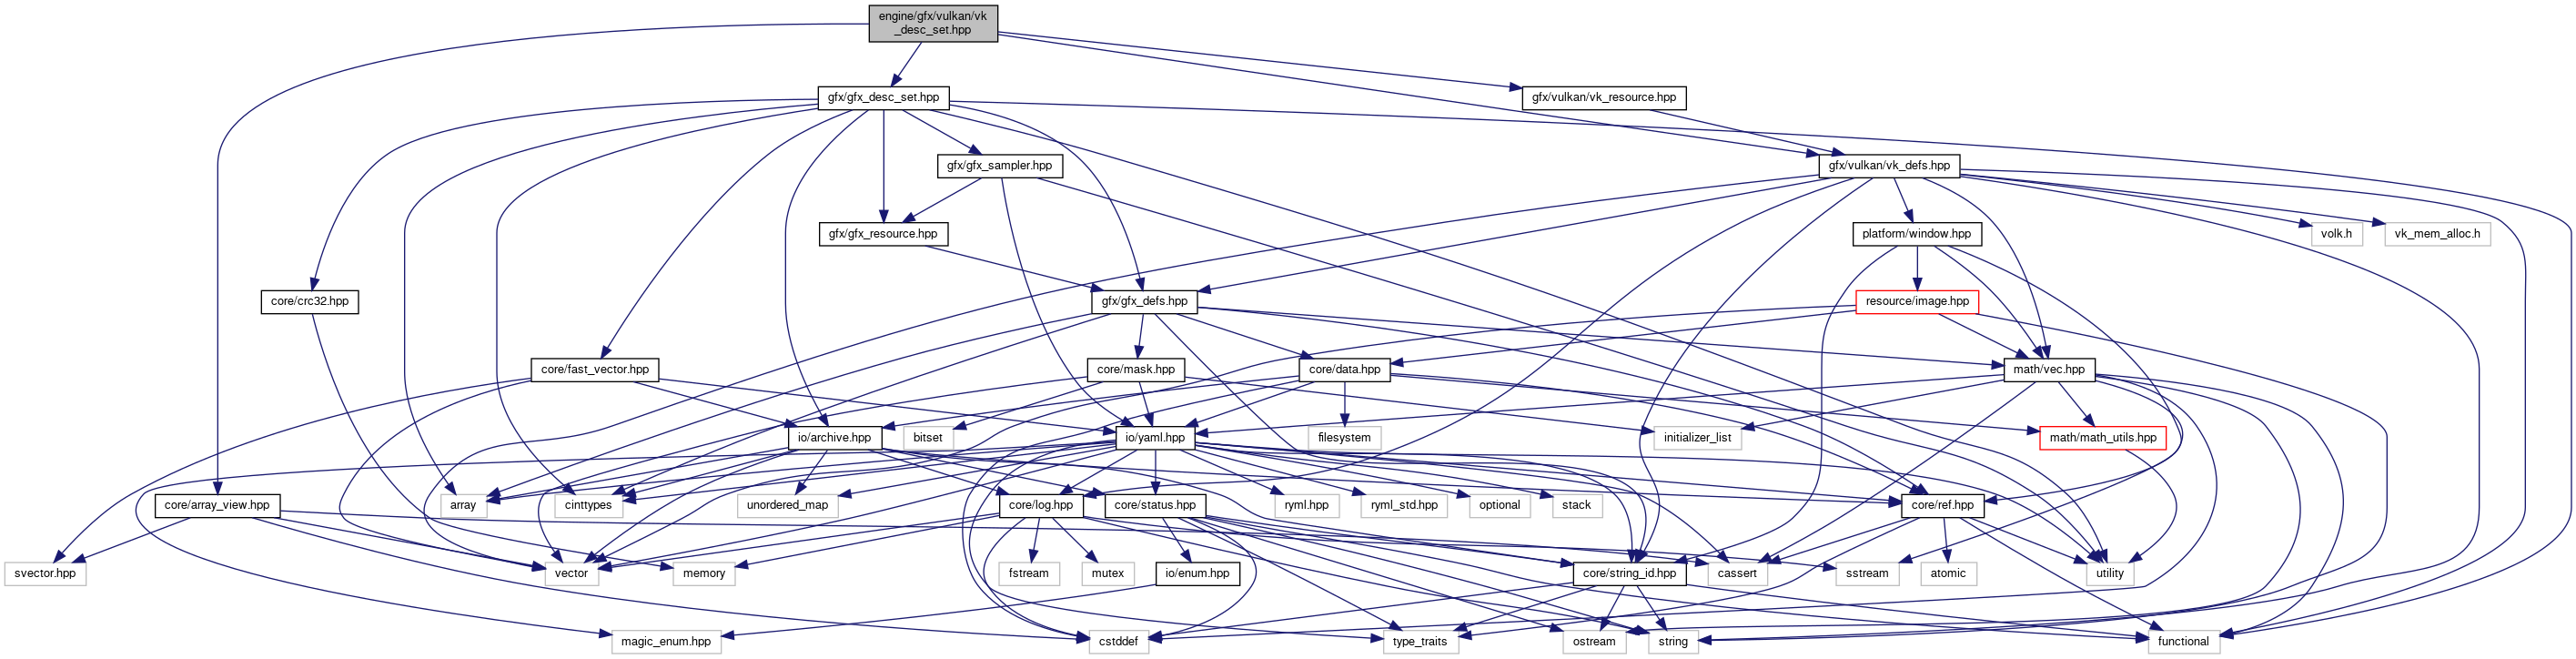 engine/gfx/vulkan/vk
_desc_set.hpp
gfx/gfx_desc_set.hpp
gfx/vulkan/vk_resource.hpp
gfx/gfx_sampler.hpp
gfx/vulkan/vk_defs.hpp
gfx/gfx_resource.hpp
platform/window.hpp
volk.h
vk_mem_alloc.h
core/crc32.hpp
gfx/gfx_defs.hpp
resource/image.hpp
core/fast_vector.hpp
core/mask.hpp
core/data.hpp
math/vec.hpp
io/archive.hpp
bitset
io/yaml.hpp
filesystem
initializer_list
math/math_utils.hpp
core/array_view.hpp
array
cinttypes
unordered_map
core/log.hpp
core/status.hpp
ryml.hpp
ryml_std.hpp
optional
stack
core/ref.hpp
svector.hpp
vector
memory
fstream
mutex
io/enum.hpp
core/string_id.hpp
cassert
sstream
atomic
utility
magic_enum.hpp
cstddef
type_traits
ostream
string
functional